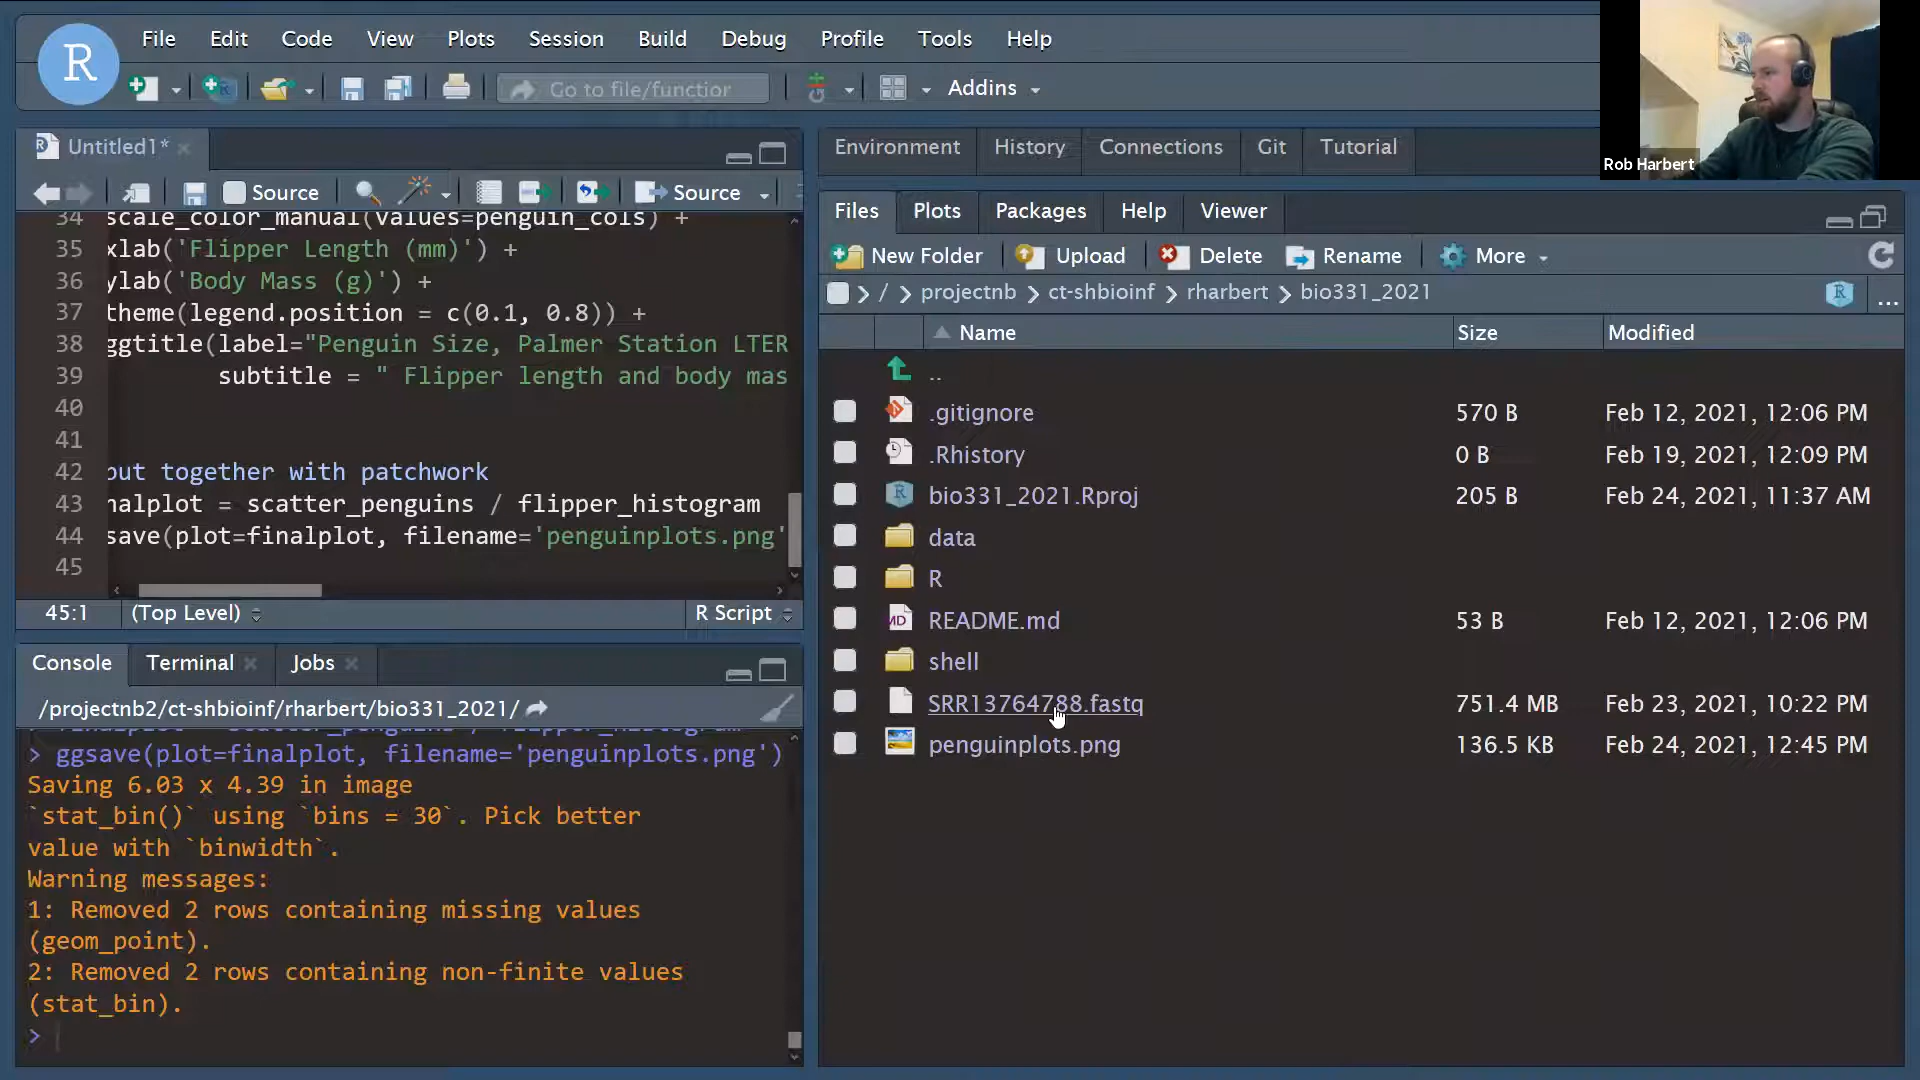 R
File Edit Code View Plots Session Build Debug Profile Tools Help
Go to file/function
Addins
Rob Harbert
Untitled1*
Source
Source
34 scale_color_manual(values=penguin_cols) +
35 xlab('Flipper Length (mm)') +
36 ylab('Body Mass (g)') +
37 theme(legend.position = c(0.1, 0.8)) +
38 ggtitle(label="Penguin Size, Palmer Station LTER
39 subtitle = " Flipper length and body mas
40
41
42 put together with patchwork
43 nalplot = scatter_penguins / flipper_histogram
44 save(plot=finalplot, filename='penguinplots.png'
45
45:1 (Top Level) R Script
Console Terminal Jobs
/projectnb2/ct-shbioinf/rharbert/bio331_2021/
> ggsave(plot=finalplot, filename='penguinplots.png')
Saving 6.03 x 4.39 in image
`stat_bin()` using `bins = 30`. Pick better
value with `binwidth`.
Warning messages:
1: Removed 2 rows containing missing values
(geom_point).
2: Removed 2 rows containing non-finite values
(stat_bin).
>
Environment History Connections Git Tutorial
Files Plots Packages Help Viewer
New Folder Upload Delete Rename More
/ projectnb ct-shbioinf rharbert bio331_2021 R ...
Name Size Modified
..
.gitignore 570 B Feb 12, 2021, 12:06 PM
.Rhistory 0 B Feb 19, 2021, 12:09 PM
bio331_2021.Rproj 205 B Feb 24, 2021, 11:37 AM
data
R
README.md 53 B Feb 12, 2021, 12:06 PM
shell
SRR13764788.fastq 751.4 MB Feb 23, 2021, 10:22 PM
penguinplots.png 136.5 KB Feb 24, 2021, 12:45 PM